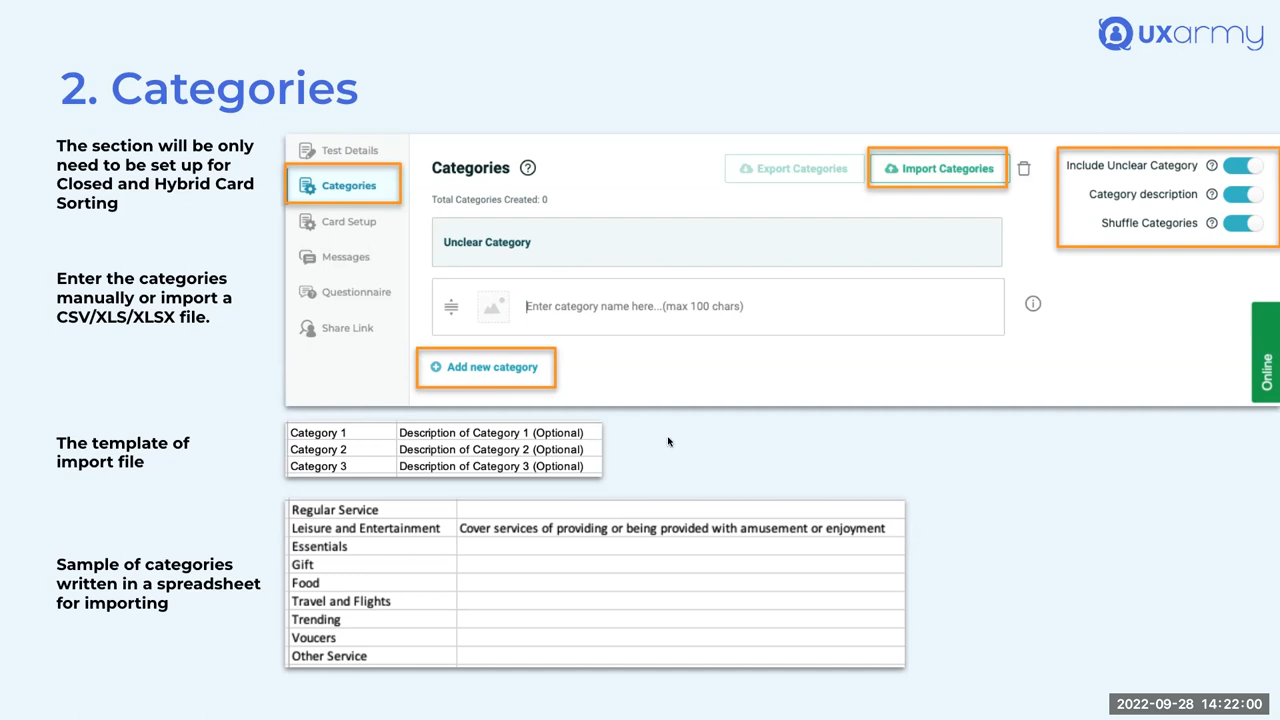 uxarmy
2. Categories
The section will be only
need to be set up for
Closed and Hybrid Card
Sorting
Enter the categories
manually or import a
CSV/XLS/XLSX file.
Test Details
Categories
Card Setup
Messages
Questionnaire
Share Link
Categories
Export Categories
Import Categories
Include Unclear Category
Category description
Shuffle Categories
Total Categories Created: 0
Unclear Category
Enter category name here...(max 100 chars)
Add new category
Online
The template of
import file
Category 1 Description of Category 1 (Optional)
Category 2 Description of Category 2 (Optional)
Category 3 Description of Category 3 (Optional)
Sample of categories
written in a spreadsheet
for importing
Regular Service
Leisure and Entertainment Cover services of providing or being provided with amusement or enjoyment
Essentials
Gift
Food
Travel and Flights
Trending
Voucers
Other Service
2022-09-28 14:22:00